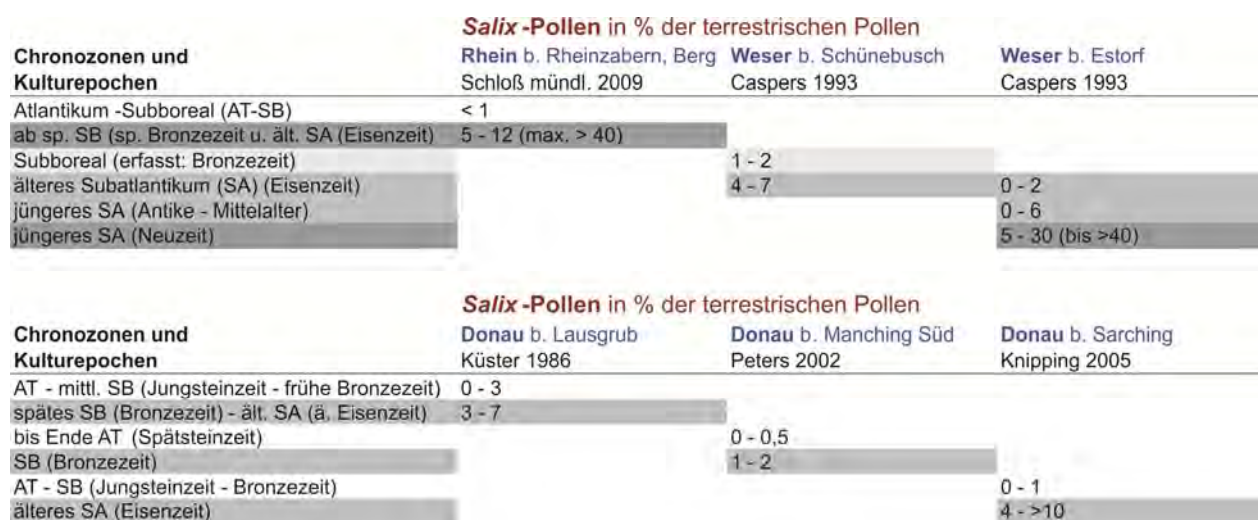 Salix-Pollen in % der terrestrischen Pollen
Chronozonen und Rhein b. Rheinzabern, Berg Weser b. Schünebusch Weser b. Estorf
Kulturepochen Schloß mündl. 2009 Caspers 1993 Caspers 1993
Atlantikum -Subboreal (AT-SB) < 1
ab sp. SB (sp. Bronzezeit u. ält. SA (Eisenzeit) 5 - 12 (max. > 40)
Subboreal (erfasst: Bronzezeit) 1 - 2
älteres Subatlantikum (SA) (Eisenzeit) 4 - 7 0 - 2
jüngeres SA (Antike - Mittelalter) 0 - 6
jüngeres SA (Neuzeit) 5 - 30 (bis >40)
Salix-Pollen in % der terrestrischen Pollen
Chronozonen und Donau b. Lausgrub Donau b. Manching Süd Donau b. Sarching
Kulturepochen Küster 1986 Peters 2002 Knipping 2005
AT - mittl. SB (Jungsteinzeit - frühe Bronzezeit) 0 - 3
spätes SB (Bronzezeit) - ält. SA (ä. Eisenzeit) 3 - 7
bis Ende AT (Spätsteinzeit) 0 - 0,5
SB (Bronzezeit) 1 - 2
AT - SB (Jungsteinzeit - Bronzezeit) 0 - 1
älteres SA (Eisenzeit) 4 - >10